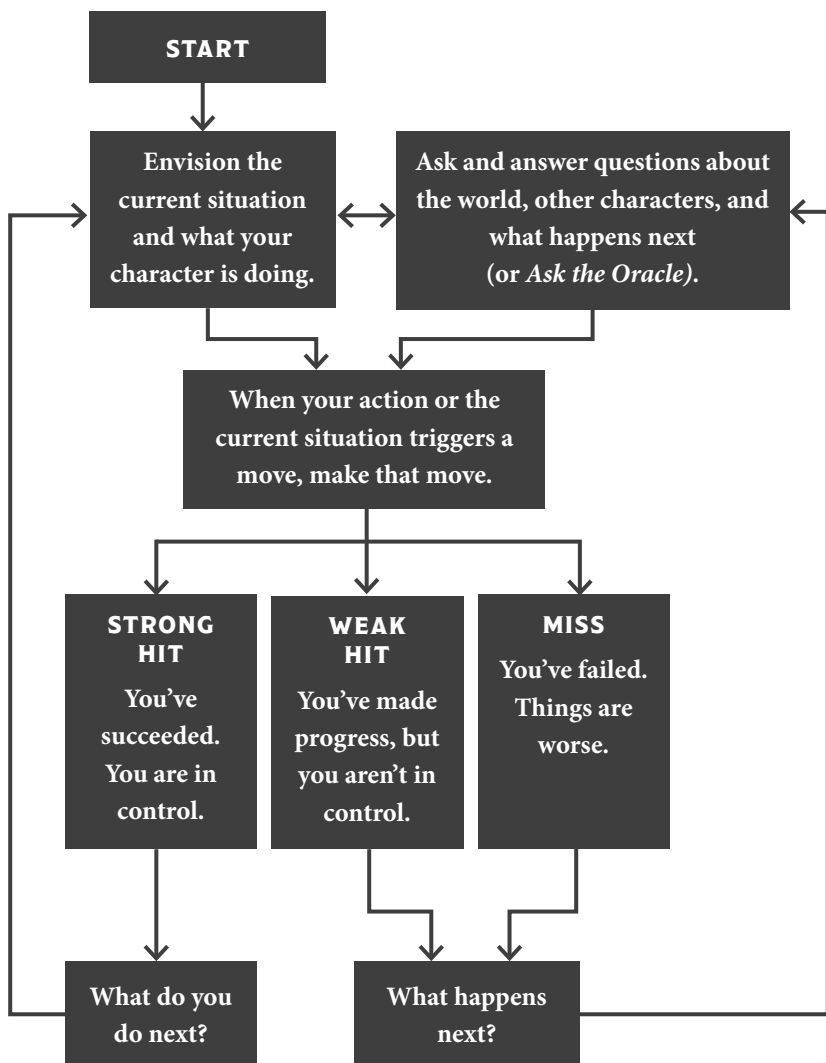 START
Envision the
current situation
and what your
character is doing.
Ask and answer questions about
the world, other characters, and
what happens next
(or Ask the Oracle).
When your action or the
current situation triggers a
move, make that move.
STRONG
HIT
You’ve
succeeded.
You are in
control.
WEAK
HIT
You’ve made
progress, but
you aren’t in
control.
MISS
You’ve failed.
Things are
worse.
What do you
do next?
What happens
next?